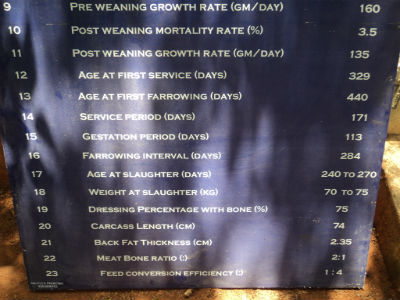 9 Pre weaning growth rate (gm/day) 160
10 Post weaning mortality rate (%) 3.5
11 Post weaning growth rate (gm/day) 135
12 Age at first service (days) 329
13 Age at first farrowing (days) 440
14 Service period (days) 171
15 Gestation period (days) 113
16 Farrowing interval (days) 284
17 Age at slaughter (days) 240 to 270
18 Weight at slaughter (kg) 70 to 75
19 Dressing Percentage with bone (%) 75
20 Carcass Length (cm) 74
21 Back Fat Thickness (cm) 2.35
22 Meat Bone ratio (:) 2:1
23 Feed conversion efficiency (:) 1 : 4